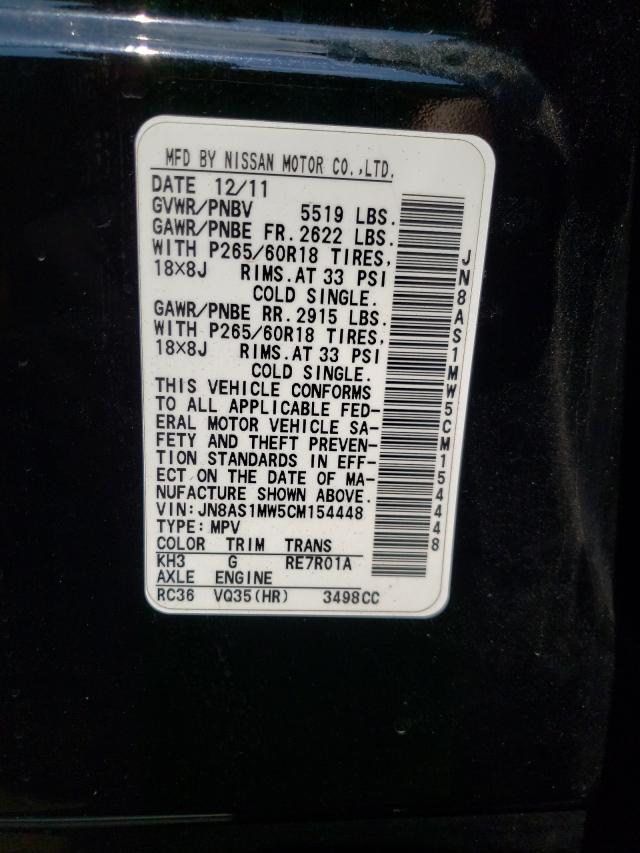 MFD BY NISSAN MOTOR CO.,LTD.
DATE 12/11
GVWR/PNBV 5519 LBS.
GAWR/PNBE FR. 2622 LBS.
WITH P265/60R18 TIRES,
18X8J RIMS. AT 33 PSI
COLD SINGLE.
GAWR/PNBE RR. 2915 LBS.
WITH P265/60R18 TIRES,
18X8J RIMS. AT 33 PSI
COLD SINGLE.
THIS VEHICLE CONFORMS
TO ALL APPLICABLE FED-
ERAL MOTOR VEHICLE SA-
FETY AND THEFT PREVEN-
TION STANDARDS IN EFF-
ECT ON THE DATE OF MA-
NUFACTURE SHOWN ABOVE.
VIN:JN8AS1MW5CM154448
TYPE:MPV
COLOR TRIM TRANS
KH3 G RE7R01A
AXLE ENGINE
RC36 VQ35(HR) 3498CC
JN8AS1MW5CM154448